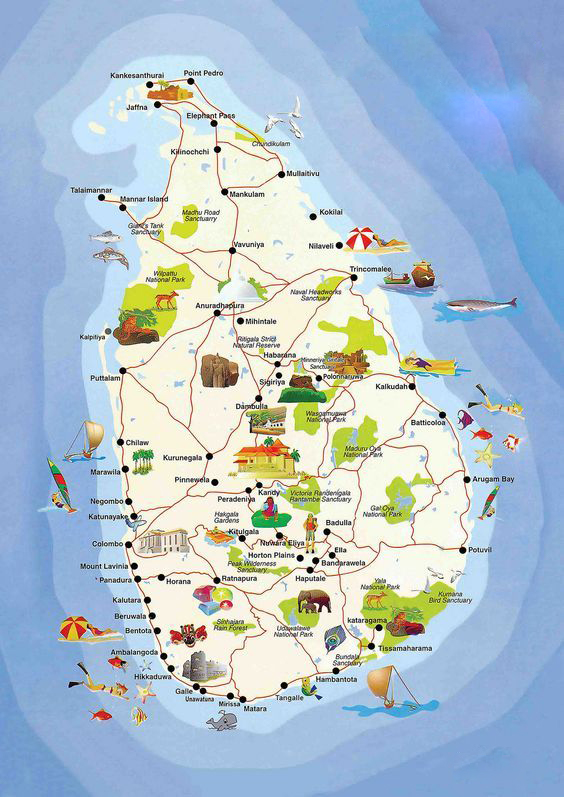 Point Pedro
Kankesanthurai
Jaffna
Elephant Pass
Chundikulam
Kilinochchi
Mullaitivu
Talaimannar
Mankulam
Mannar Island
Madhu Road
Sanctuary
Kokilai
Giant's Tank
Sanctuary
Vavuniya
Nilaveli
Wilpattu
National Park
Trincomalee
Naval Headworks
Sanctuary
Anuradhapura
Mihintale
Kalpitiya
Ritigala Strict
Natural Reserve
Habarana
Minneriya Giritale
Sanctuary
Puttalam
Sigiriya
Polonnaruwa
Kalkudah
Dambulla
Wasgamuwa
National Park
Batticoloa
Chilaw
Maduru Oya
National Park
Kurunegala
Marawila
Pinnewela
Arugam Bay
Kandy
Negombo
Peradeniya
Victoria Randenigala
Rantambe Sanctuary
Gal Oya
National Park
Katunayake
Hakgala
Gardens
Badulla
Kitulgala
Colombo
Nuwara Eliya
Potuvil
Horton Plains
Ella
Mount Lavinia
Peak Wilderness
Sanctuary
Bandarawela
Panadura
Horana
Ratnapura
Haputale
Yala
National Park
Kumana
Bird Sanctuary
Kalutara
Beruwala
Sinhajara
Rain Forest
Udawalawe
National Park
kataragama
Bentota
Ambalangoda
Bundala
Sanctuary
Tissamaharama
Hikkaduwa
Hambantota
Galle
Unawatuna
Mirissa
Matara
Tangalle